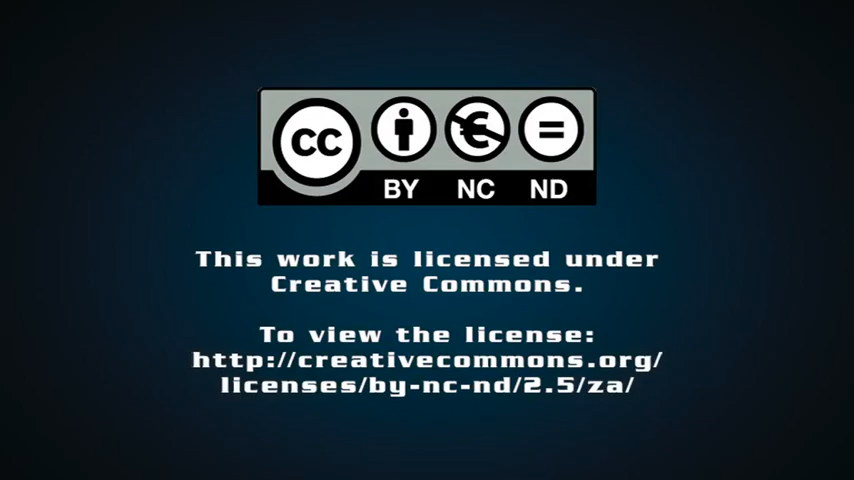 CC
BY NC ND
This work is licensed under
Creative Commons.
To view the license:
http://creativecommons.org/
licenses/by-nc-nd/2.5/za/